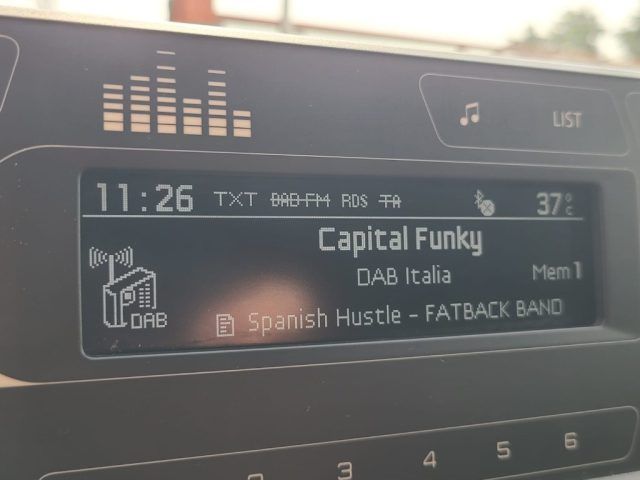 LIST
11:26 TXT DAB-FM RDS TA 37°C
Capital Funky
DAB Italia Mem 1
DAB
Spanish Hustle - FATBACK BAND
3 4 5 6